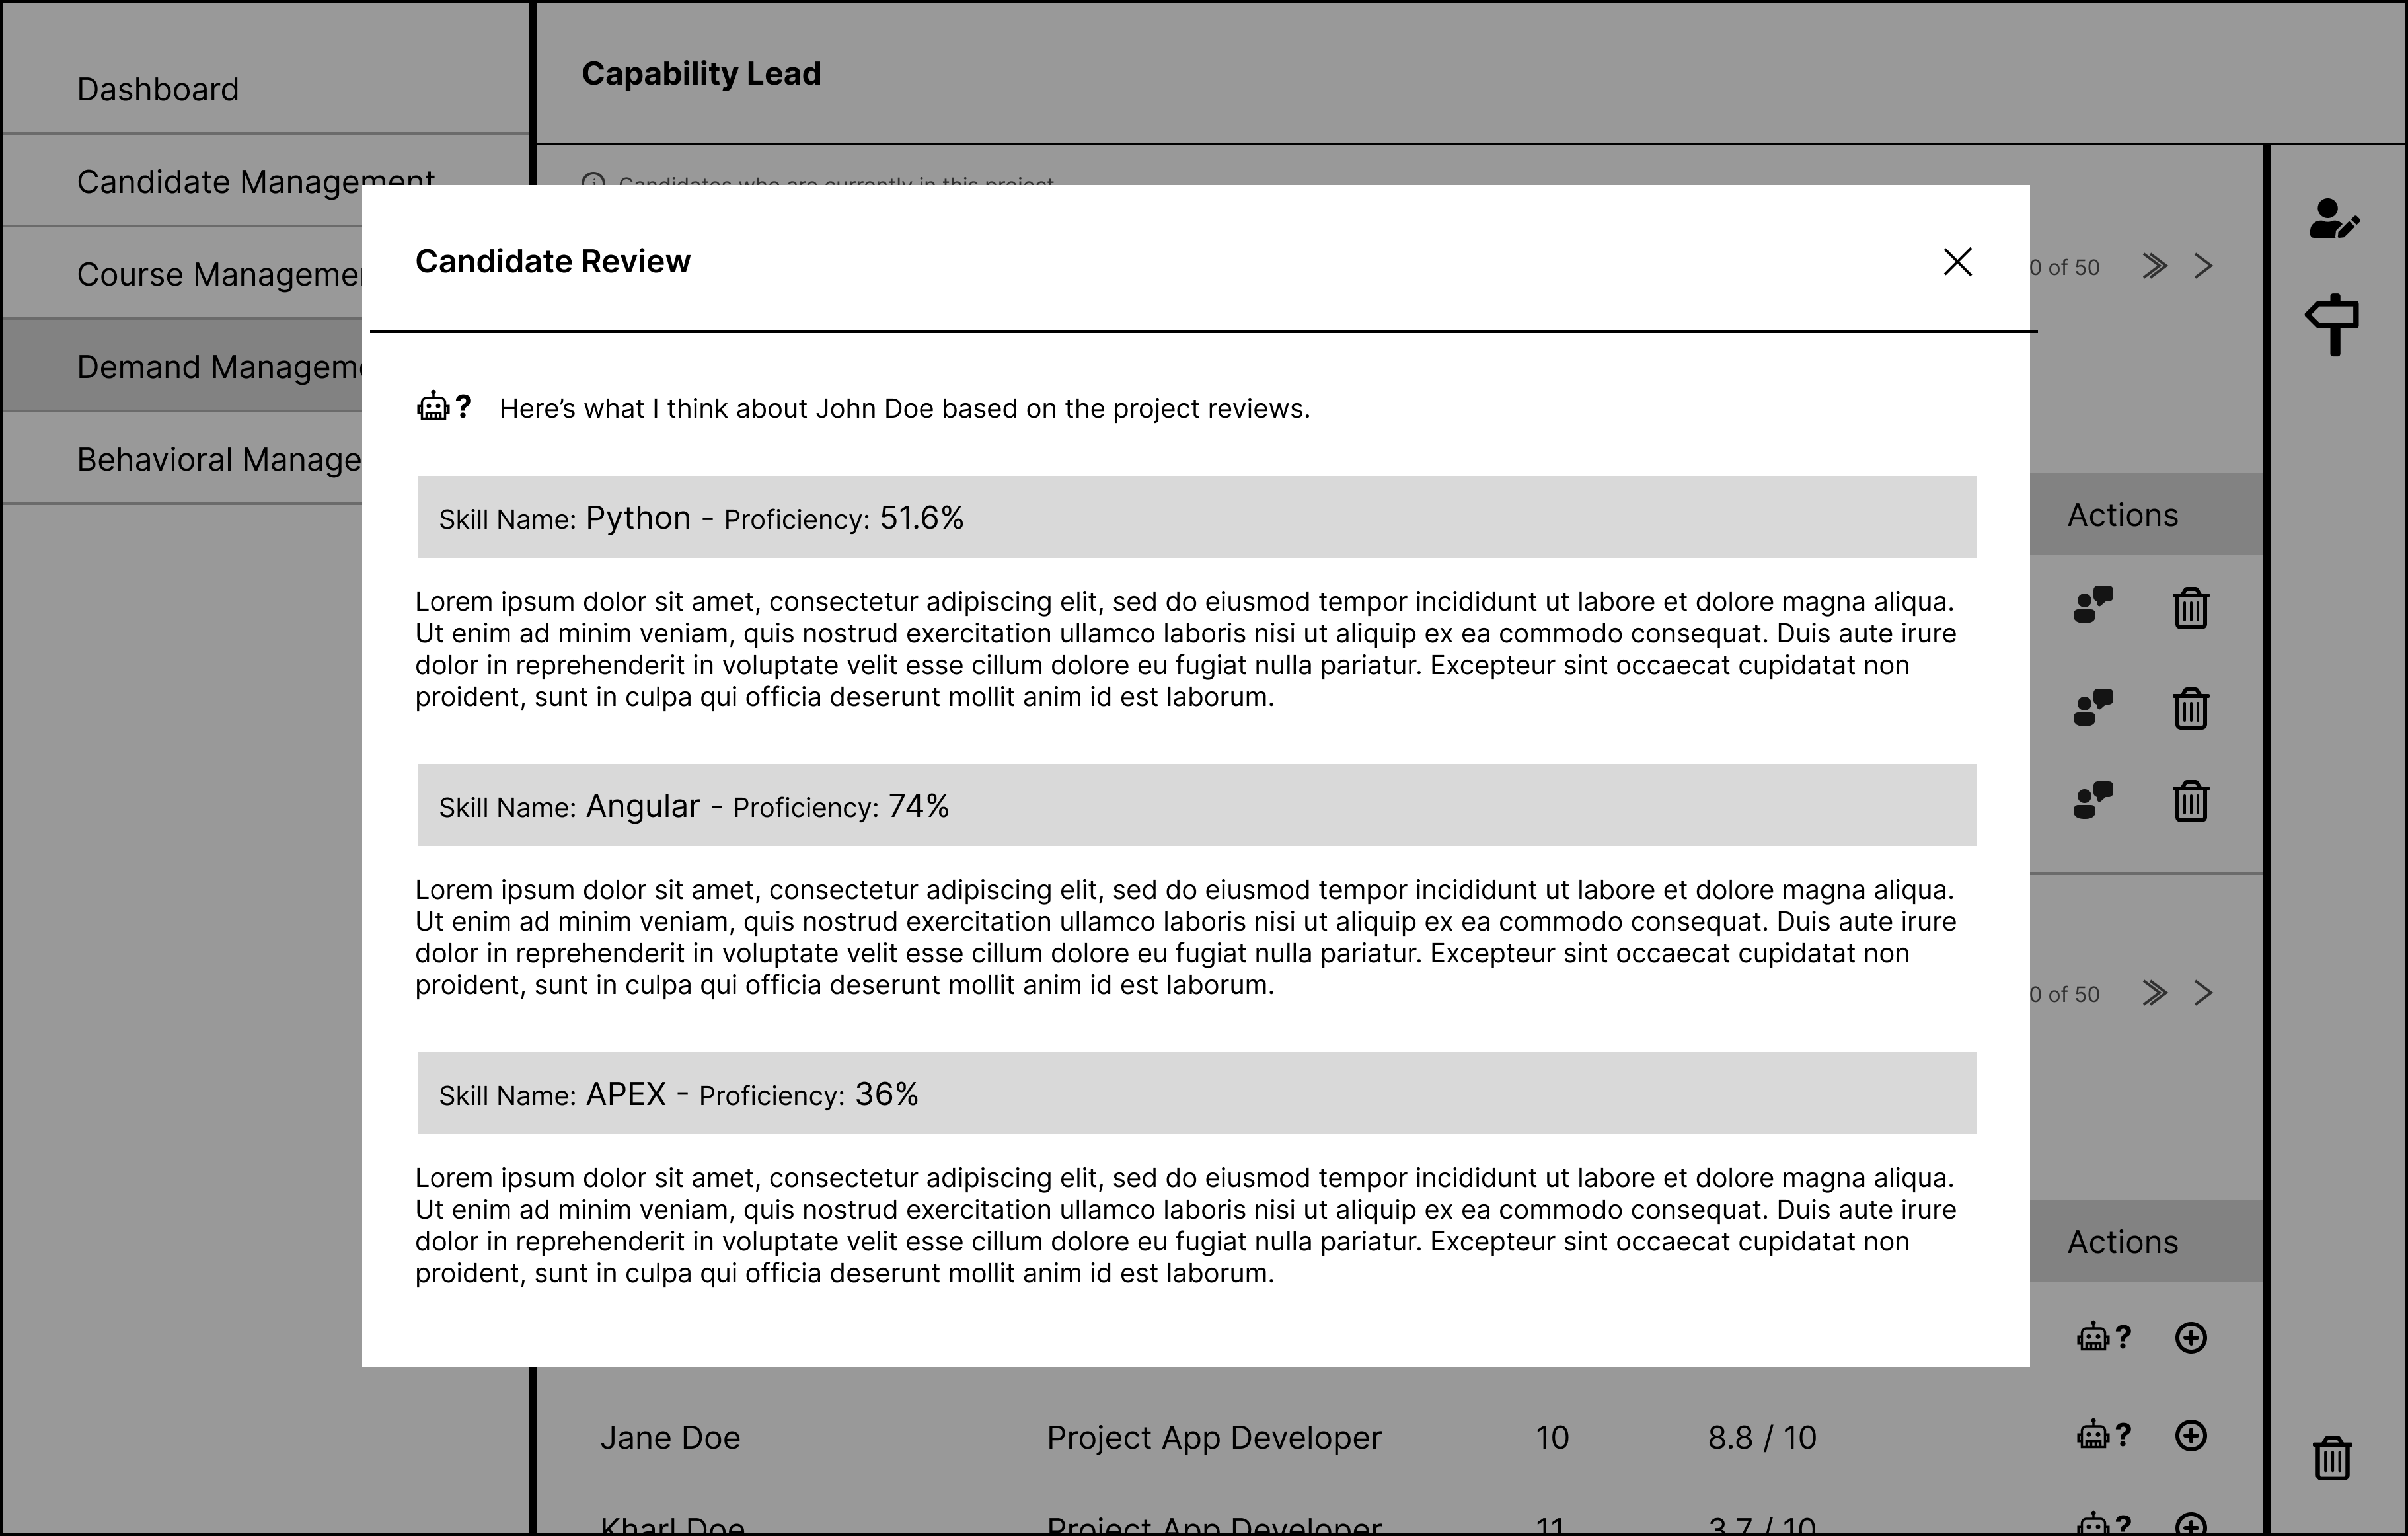 Dashboard
Capability Lead
Candidate Management
Candidates who are currently in this project
Candidate Review
0 of 50
Course Manageme
Demand Managem
Here’s what I think about John Doe based on the project reviews.
Behavioral Manage
Skill Name: Python - Proficiency: 51.6%
Actions
Lorem ipsum dolor sit amet, consectetur adipiscing elit, sed do eiusmod tempor incididunt ut labore et dolore magna aliqua.
Ut enim ad minim veniam, quis nostrud exercitation ullamco laboris nisi ut aliquip ex ea commodo consequat. Duis aute irure
dolor in reprehenderit in voluptate velit esse cillum dolore eu fugiat nulla pariatur. Excepteur sint occaecat cupidatat non
proident, sunt in culpa qui officia deserunt mollit anim id est laborum.
Skill Name: Angular - Proficiency: 74%
Lorem ipsum dolor sit amet, consectetur adipiscing elit, sed do eiusmod tempor incididunt ut labore et dolore magna aliqua.
Ut enim ad minim veniam, quis nostrud exercitation ullamco laboris nisi ut aliquip ex ea commodo consequat. Duis aute irure
dolor in reprehenderit in voluptate velit esse cillum dolore eu fugiat nulla pariatur. Excepteur sint occaecat cupidatat non
proident, sunt in culpa qui officia deserunt mollit anim id est laborum.
0 of 50
Skill Name: APEX - Proficiency: 36%
Lorem ipsum dolor sit amet, consectetur adipiscing elit, sed do eiusmod tempor incididunt ut labore et dolore magna aliqua.
Ut enim ad minim veniam, quis nostrud exercitation ullamco laboris nisi ut aliquip ex ea commodo consequat. Duis aute irure
dolor in reprehenderit in voluptate velit esse cillum dolore eu fugiat nulla pariatur. Excepteur sint occaecat cupidatat non
proident, sunt in culpa qui officia deserunt mollit anim id est laborum.
Actions
Jane Doe Project App Developer 10 8.8 / 10
Kharl Doe Project App Developer 11 3.7 / 10